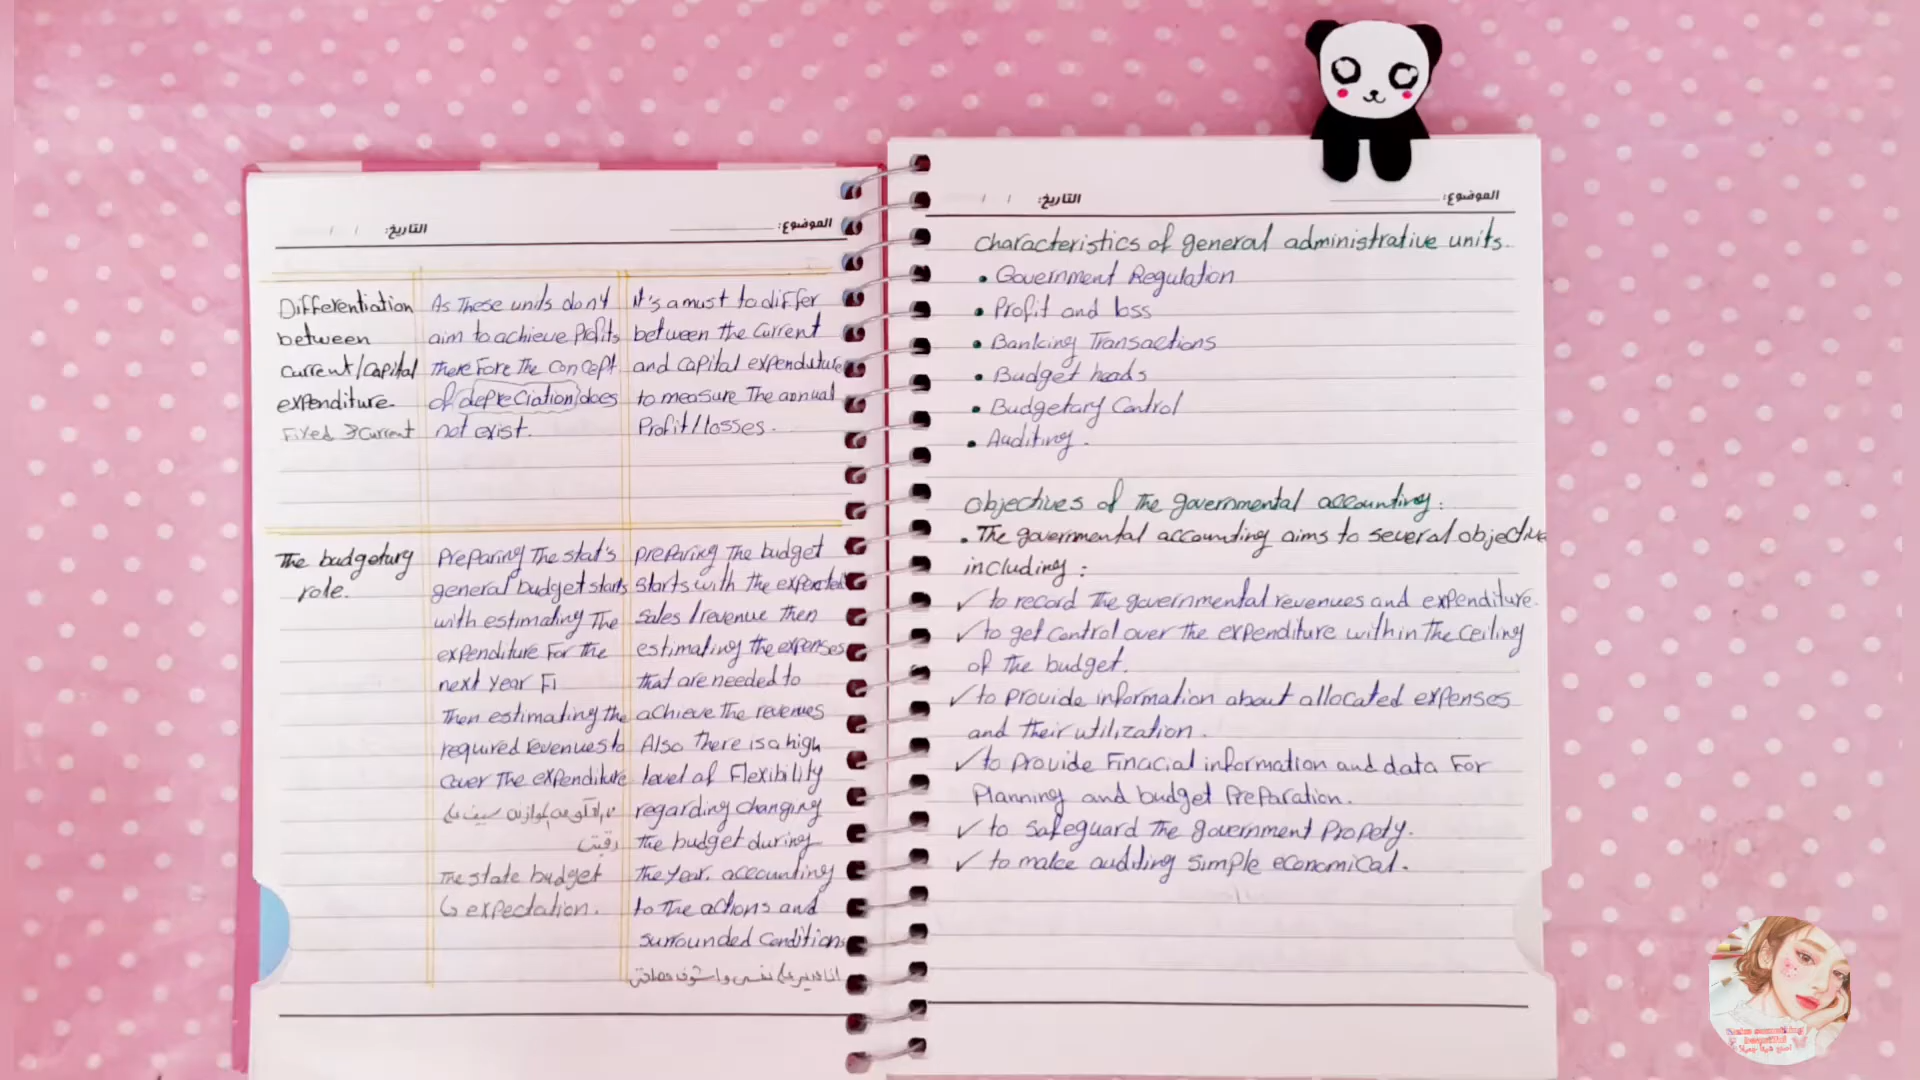 الموضوع: التاريخ: / /
Differentiation
between
current/capital
expenditure
Fixed & Current
As These units don't
aim to achieve Profits
therefore The concept
of depreciation does
not exist.
it's a must to differ
between the current
and capital expenditure
to measure The annual
Profit/losses.
The budgetary
role.
Preparing The stat's
general budget starts
with estimating The
expenditure For the
next year Fi
Then estimating the
required revenues to
cover The expenditure
رقبتى
The state budget
↳ expectation.
preparing The budget
starts with the expected
sales / revenue then
estimating the expenses
that are needed to
achieve The revenues
Also There is a high
level of Flexibility
regarding changing
the budget during
The year. accounting
to The actions and
surrounded Conditions
الموضوع: التاريخ: / /
characteristics of general administrative units.
• Government Regulation
• Profit and loss
• Banking Transactions
• Budget heads
• Budgetary Control
• Auditing.
objectives of The governmental accounting:
• The governmental accounting aims to several objective
including:
✓ to record The governmental revenues and expenditure.
✓ to get control over the expenditure within The ceiling
of The budget.
✓ to provide information about allocated expenses
and their utilization.
✓ to provide Finacial information and data For
Planning and budget Preparation.
✓ to safeguard The government Propety.
✓ to make auditing simple economical.